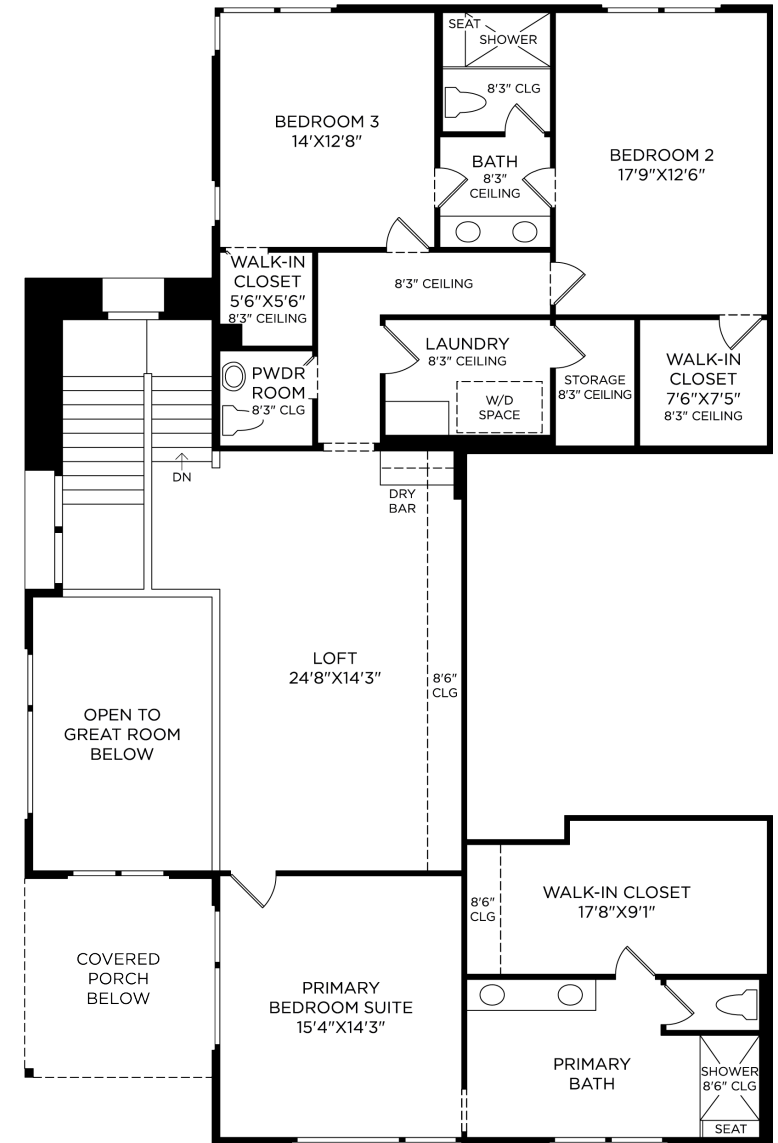 SEAT
SHOWER
8'3" CLG
BEDROOM 3
14'X12'8"
BATH
8'3"
CEILING
BEDROOM 2
17'9"X12'6"
WALK-IN
CLOSET
5'6"X5'6"
8'3" CEILING
8'3" CEILING
LAUNDRY
8'3" CEILING
W/D
SPACE
STORAGE
8'3" CEILING
WALK-IN
CLOSET
7'6"X7'5"
8'3" CEILING
PWDR
ROOM
8'3" CLG
DN
DRY
BAR
LOFT
24'8"X14'3"
8'6"
CLG
OPEN TO
GREAT ROOM
BELOW
WALK-IN CLOSET
17'8"X9'1"
8'6"
CLG
COVERED
PORCH
BELOW
PRIMARY
BEDROOM SUITE
15'4"X14'3"
PRIMARY
BATH
SHOWER
8'6" CLG
SEAT